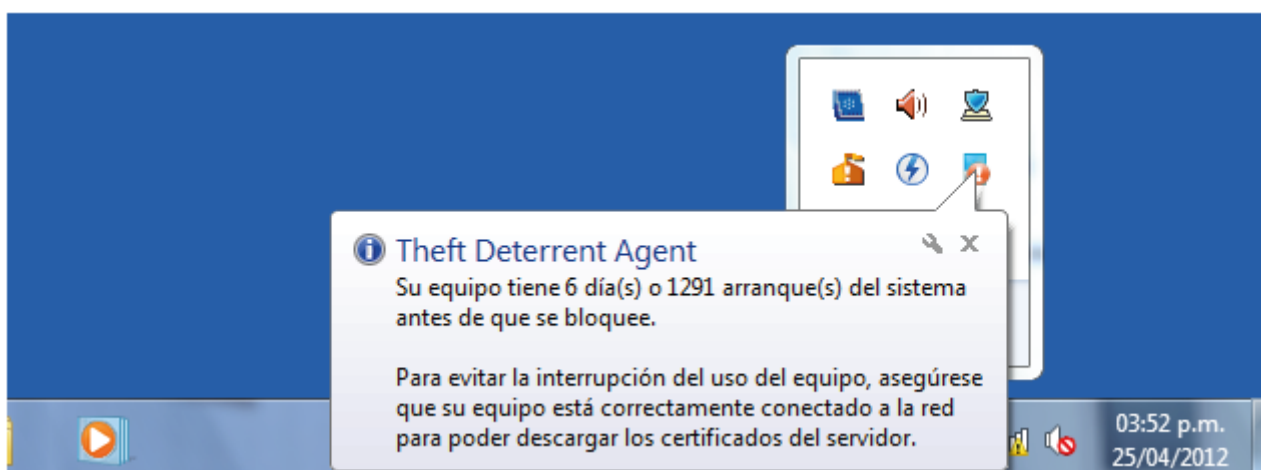 Theft Deterrent Agent
Su equipo tiene 6 día(s) o 1291 arranque(s) del sistema
antes de que se bloquee.
Para evitar la interrupción del uso del equipo, asegúrese
que su equipo está correctamente conectado a la red
para poder descargar los certificados del servidor.
03:52 p.m.
25/04/2012